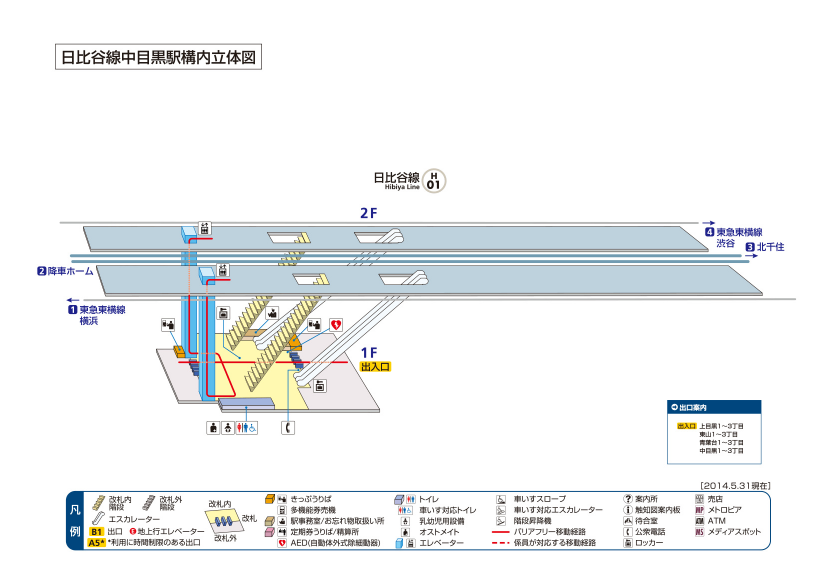 日比谷線中目黒駅構内立体図
日比谷線
Hibiya Line
H
01
2F
4 東急東横線
渋谷
3 北千住
2 降車ホーム
1 東急東横線
横浜
1F
出入口
出口案内
出入口 上目黒1〜3丁目
東山1〜3丁目
青葉台1〜3丁目
中目黒1〜3丁目
[2014.5.31現在]
凡例
改札内階段
改札外階段
エスカレーター
B1 出口
E 地上行エレベーター
A5* *利用に時間制限のある出口
改札内
改札
改札外
きっぷうりば
多機能券売機
駅事務室/お忘れ物取扱い所
定期券うりば/精算所
AED(自動体外式除細動器)
トイレ
車いす対応トイレ
乳幼児用設備
オストメイト
エレベーター
車いすスロープ
車いす対応エスカレーター
階段昇降機
バリアフリー移動経路
係員が対応する移動経路
? 案内所
i 触知図案内板
待合室
公衆電話
ロッカー
売店
MP メトロピア
ATM ATM
MS メディアスポット